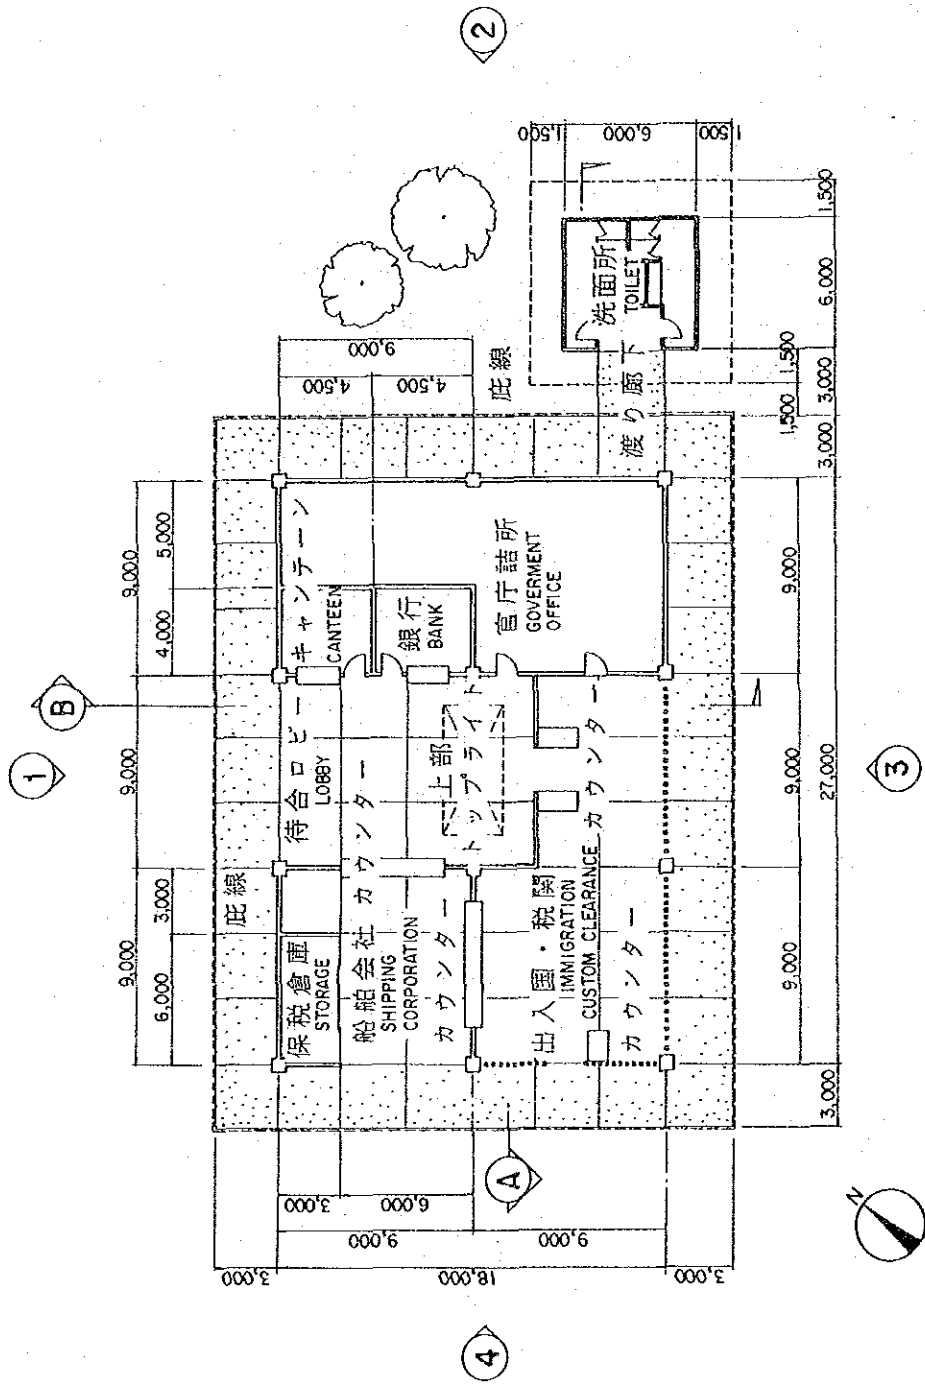 1
2
3
4
A
B
N
9,000
9,000
9,000
6,000
3,000
4,000
5,000
庇線
保税倉庫
STORAGE
待合ロビー
LOBBY
キャンテーン
CANTEEN
船舶会社
SHIPPING
CORPORATION
カウンター
カウンター
上部
トップライト
銀行
BANK
官庁詰所
GOVERMENT
OFFICE
出入国・税関
IMMIGRATION
CUSTOM CLEARANCE
カウンター
カウンター
庇線
渡り廊下
洗面所
TOILET
3,000
6,000
9,000
9,000
3,000
18,000
3,000
4,500
4,500
9,000
1,500
6,000
1,500
1,500
1,500
9,000
9,000
9,000
3,000
27,000
3,000
3,000
6,000
1,500